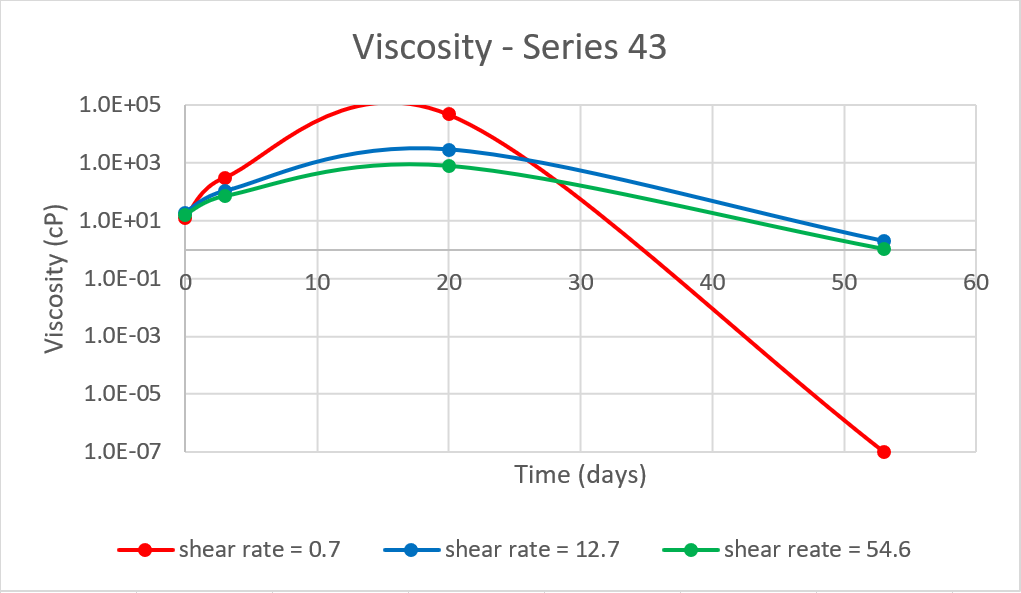 Viscosity - Series 43
1.0E+05
1.0E+03
1.0E+01
1.0E-01
1.0E-03
1.0E-05
1.0E-07
Viscosity (cP)
0 10 20 30 40 50 60
Time (days)
shear rate = 0.7 shear rate = 12.7 shear reate = 54.6